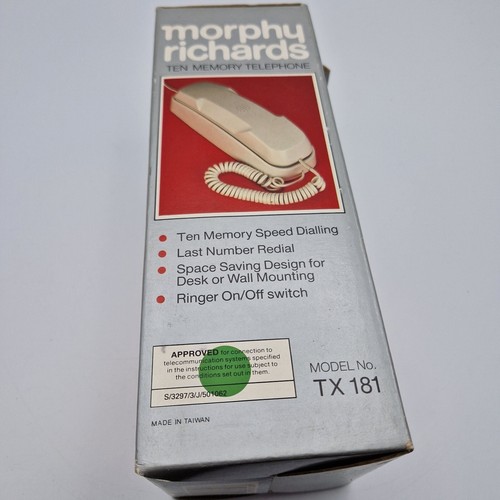 morphy
richards
TEN MEMORY TELEPHONE
Ten Memory Speed Dialling
Last Number Redial
Space Saving Design for
Desk or Wall Mounting
Ringer On/Off switch
APPROVED for connection to
telecommunication systems specified
in the instructions for use subject to
the conditions set out in them.
S/3297/3/J/501062
MODEL No.
TX 181
MADE IN TAIWAN